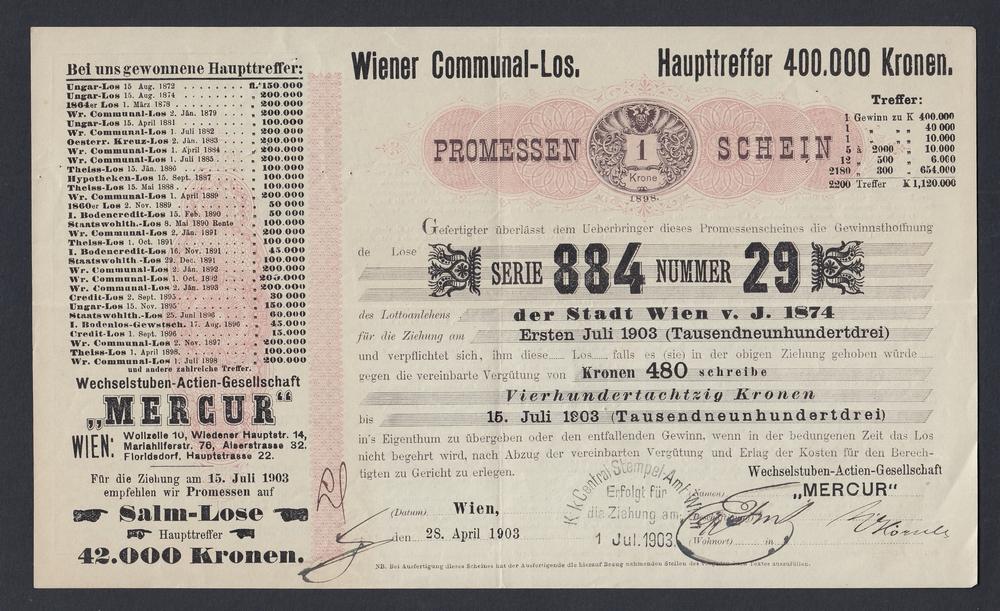 Bei uns gewonnene Haupttreffer:
Ungar-Los 15 Aug. 1872 . . . . . . . . fl. 150.000
Ungar-Los 15 Aug. 1874 . . . . . . . . „ 200.000
1864er Los 1. März 1878 . . . . . . . . „ 200.000
Wr. Communal-Los 2. Jän. 1879 . . . . „ 200.000
Ungar-Los 15. April 1881 . . . . . . . . „ 100.000
Wr. Communal-Los 1. Juli 1882 . . . . „ 200.000
Oesterr. Kreuz-Los 2. Jän. 1883 . . . . „ 200.000
Wr. Communal-Los 1. April 1884 . . . . „ 200.000
Wr. Communal-Los 1. Juli 1885 . . . . „ 200.000
Theiss-Los 15. Jän. 1886 . . . . . . . . „ 100.000
Hypotheken-Los 15. Sept. 1887 . . . . „ 100.000
Theiss-Los 15. Mai 1888 . . . . . . . . „ 100.000
Wr. Communal-Los 1. April 1889 . . . . „ 200.000
1860er Los 2. Nov. 1889 . . . . . . . . „ 50 000
I. Bodencredit-Los 15. Feb. 1890 . . . . „ 50 000
Staatswohlth.-Los 8. Mai 1890 Rente „ 100.000
Wr. Communal-Los 2. Jän. 1891 . . . . „ 200.000
Theiss-Los 1. Oct. 1891 . . . . . . . . „ 100.000
I. Bodencredit-Los 16. Nov. 1891 . . . . „ 45.000
Staatswohlth-Los 29. Dec. 1891 . . . . „ 100.000
Wr. Communal-Los 2. Jän. 1892 . . . . „ 200.000
Wr. Communal-Los 1. Oct. 1892 . . . . „ 200.000
Wr. Communal-Los 2. Jän. 1893 . . . . „ 200.000
Credit-Los 2. Sept. 1895 . . . . . . . . „ 30 000
Ungar-Los 15. Nov. 1895 . . . . . . . . „ 150.000
Staatswohlth.-Los 25. Juni 1896 . . . . „ 60.000
I. Bodenlos-Gewstsch. 17. Aug. 1896 . . „ 45.000
Credit-Los 1. Sept. 1896 . . . . . . . . „ 15.000
Wr. Communal-Los 2. Nov. 1897 . . . . „ 200.000
Theiss-Los 1. April 1898 . . . . . . . . „ 100.000
Wr. Communal-Los 1. Juli 1898 . . . . „ 200.000
und andere zahlreiche Treffer.
Wechselstuben-Actien-Gesellschaft
„MERCUR“
WIEN: Wollzeile 10, Wiedener Hauptstr. 14,
Mariahilferstr. 76, Alserstrasse 32.
Floridsdorf, Hauptstrasse 22.
Für die Ziehung am 15. Juli 1903
empfehlen wir Promessen auf
Salm-Lose
Haupttreffer
42.000 Kronen.
Wiener Communal-Los. Haupttreffer 400.000 Kronen.
Treffer:
1 Gewinn zu K 400.000
1 „ „ „ 40 000
1 „ „ „ 10.000
5 à 2000 „ 10.000
12 „ 500 „ 6.000
2180 „ 300 „ 654.000
2200 Treffer K 1,120.000
PROMESSEN 1 SCHEIN
Krone
1898.
Gefertigter überlässt dem Ueberbringer dieses Promessenscheines die Gewinnsthoffnung
de Lose SERIE 884 NUMMER 29
des Lottoanlehens der Stadt Wien v. J. 1874
für die Ziehung am Ersten Juli 1903 (Tausendneunhundertdrei)
und verpflichtet sich, ihm diese.... Los.... falls es (sie) in der obigen Ziehung gehoben würde
gegen die vereinbarte Vergütung von Kronen 480 schreibe
Vierhundertachtzig Kronen
bis 15. Juli 1903 (Tausendneunhundertdrei)
in's Eigenthum zu übergeben oder den entfallenden Gewinn, wenn in der bedungenen Zeit das Los
nicht begehrt wird, nach Abzug der vereinbarten Vergütung und Erlag der Kosten für den Berech-
tigten zu Gericht zu erlegen.
Wechselstuben-Actien-Gesellschaft
(Namen) „MERCUR“
K. K. Central Stempel-Amt
Erfolgt für
die Ziehung am
1 Jul. 1903
(Datum) Wien,
den 28. April 1903
(Wohnort) in
NB. Bei Ausfertigung dieses Scheines hat der Ausfertigende die hierauf Bezug nehmenden Stellen des Textes auszufüllen.